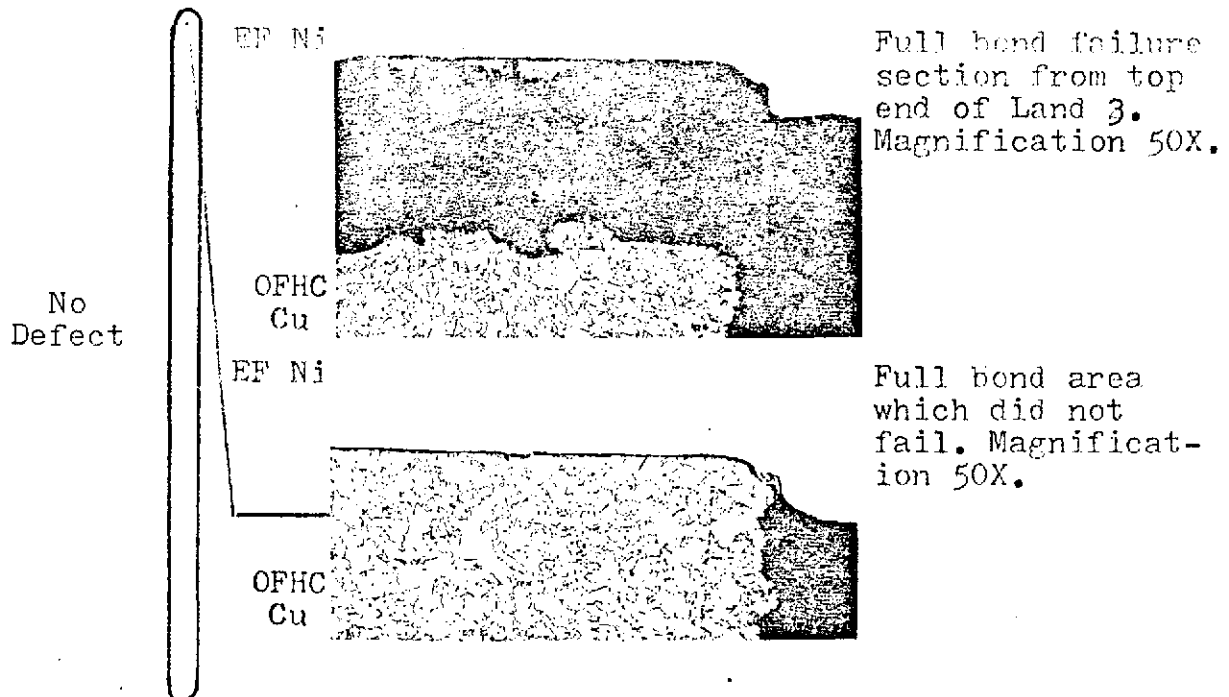 EF Ni
Full bond failure
section from top
end of Land 3.
Magnification 50X.
OFHC
Cu
No
Defect
EF Ni
Full bond area
which did not
fail. Magnificat-
ion 50X.
OFHC
Cu